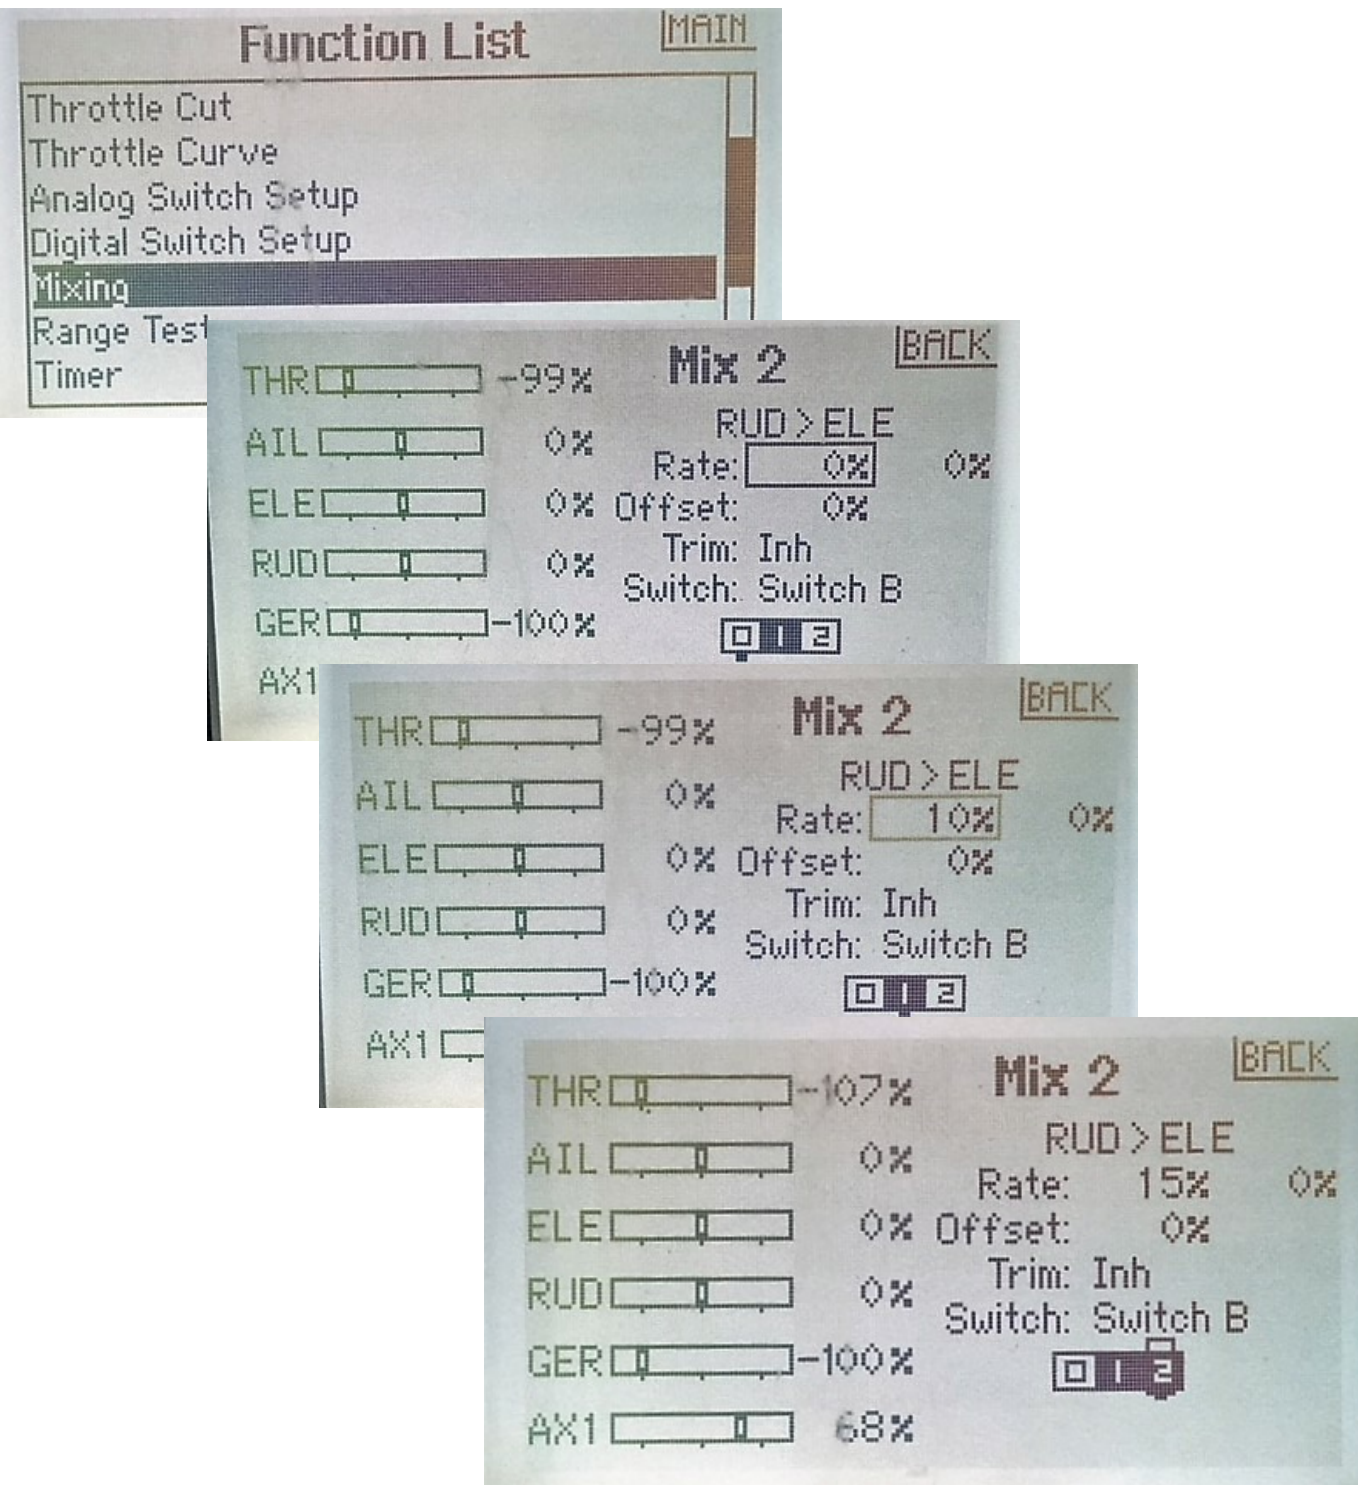 Function List
MAIN
Throttle Cut
Throttle Curve
Analog Switch Setup
Digital Switch Setup
Mixing
Range Test
Timer
Mix 2
BACK
THR -99%
AIL 0%
ELE 0%
RUD 0%
GER -100%
AX1
RUD > ELE
Rate: 0% 0%
Offset: 0%
Trim: Inh
Switch: Switch B
0 1 2
Mix 2
BACK
THR -99%
AIL 0%
ELE 0%
RUD 0%
GER -100%
AX1
RUD > ELE
Rate: 10% 0%
Offset: 0%
Trim: Inh
Switch: Switch B
0 1 2
Mix 2
BACK
THR -107%
AIL 0%
ELE 0%
RUD 0%
GER -100%
AX1 68%
RUD > ELE
Rate: 15% 0%
Offset: 0%
Trim: Inh
Switch: Switch B
0 1 2